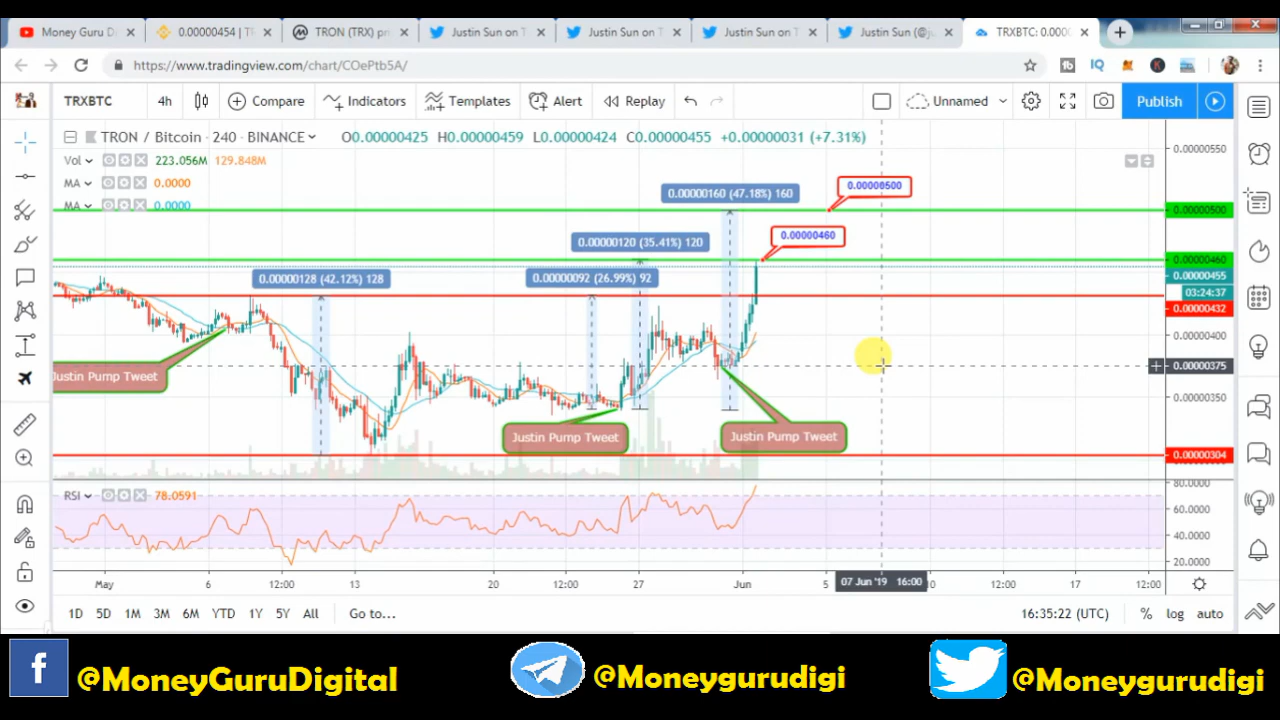 Money Guru D
0.00000454 | T
TRON (TRX) pr
Justin Sun on T
Justin Sun on T
Justin Sun on T
Justin Sun (@j
TRXBTC: 0.000
https://www.tradingview.com/chart/COePtb5A/
TRXBTC 4h Compare Indicators Templates Alert Replay Unnamed Publish
TRON / Bitcoin · 240 · BINANCE O0.00000425 H0.00000459 L0.00000424 C0.00000455 +0.00000031 (+7.31%)
Vol 223.056M 129.848M
MA 0.0000
MA 0.0000
0.00000550
0.00000160 (47.18%) 160
0.00000500
0.00000500
0.00000120 (35.41%) 120
0.00000460
0.00000460
0.00000128 (42.12%) 128
0.00000092 (26.99%) 92
0.00000455
03:24:37
0.00000432
0.00000400
0.00000375
Justin Pump Tweet
0.00000350
Justin Pump Tweet
Justin Pump Tweet
0.00000304
RSI 78.0591
80.0000
60.0000
40.0000
20.0000
May 6 12:00 13 20 12:00 27 Jun 5 07 Jun '19 16:00 10 12:00 17 12:00
1D 5D 1M 3M 6M YTD 1Y 5Y All Go to... 16:35:22 (UTC) % log auto
@MoneyGuruDigital
@Moneygurudigi
@Moneygurudigi